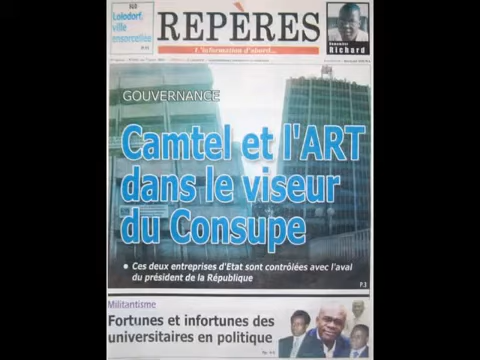 Lolodorf,
ville
ensorcellée
REPÈRES
L'information d'abord...
Richard
GOUVERNANCE
Camtel et l'ART
dans le viseur
du Consupe
● Ces deux entreprises d'Etat sont contrôlées avec l'aval
du président de la République
P.3
Militantisme
Fortunes et infortunes des
universitaires en politique